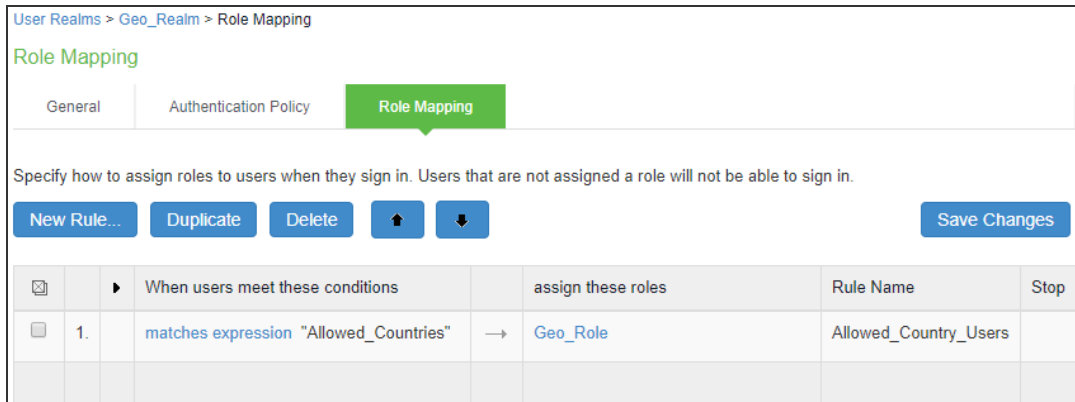 User Realms > Geo_Realm > Role Mapping
Role Mapping
General Authentication Policy Role Mapping
Specify how to assign roles to users when they sign in. Users that are not assigned a role will not be able to sign in.
New Rule... Duplicate Delete Save Changes
When users meet these conditions assign these roles Rule Name Stop
1. matches expression "Allowed_Countries" → Geo_Role Allowed_Country_Users